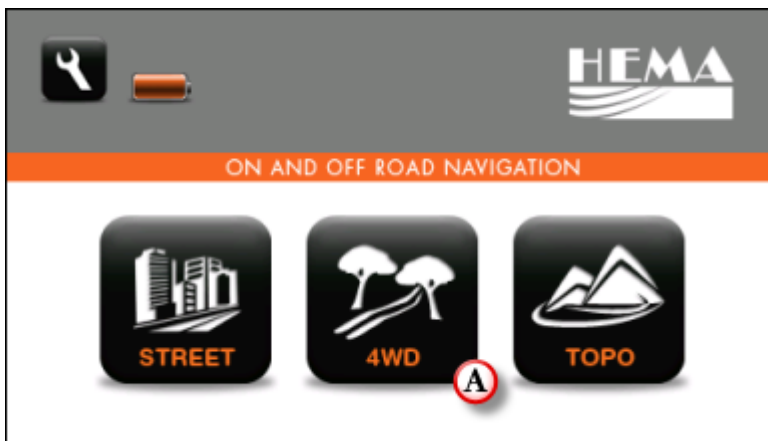 HEMA
ON AND OFF ROAD NAVIGATION
STREET
4WD
TOPO
A